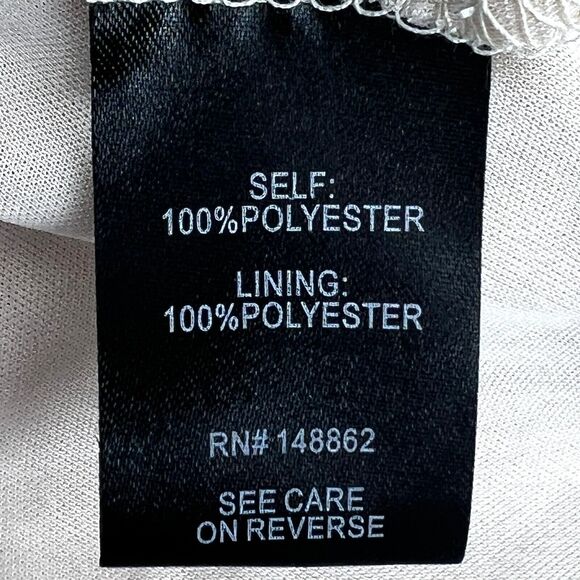 SELF:
100%POLYESTER
LINING:
100%POLYESTER
RN# 148862
SEE CARE
ON REVERSE